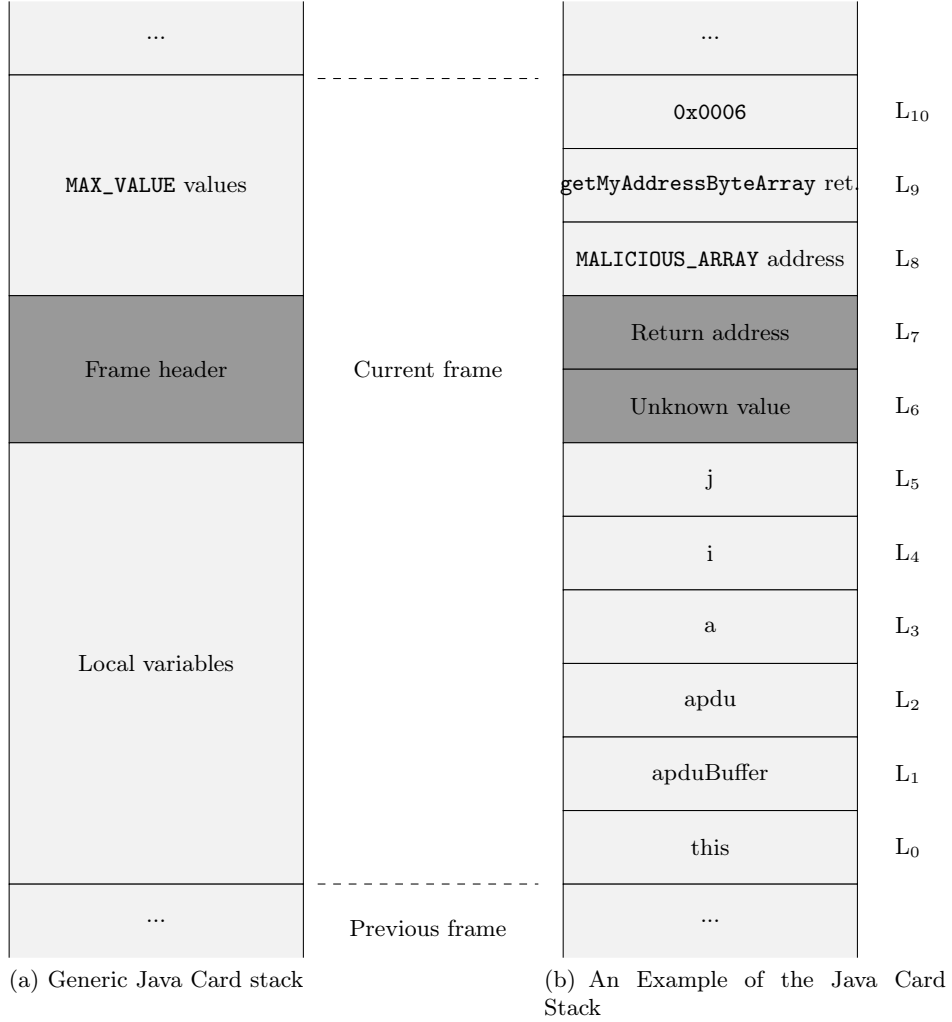 ...
MAX_VALUE values
Frame header
Local variables
...
(a) Generic Java Card stack
Current frame
Previous frame
...
0x0006 L10
getMyAddressByteArray ret. L9
MALICIOUS_ARRAY address L8
Return address L7
Unknown value L6
j L5
i L4
a L3
apdu L2
apduBuffer L1
this L0
...
(b) An Example of the Java Card
Stack